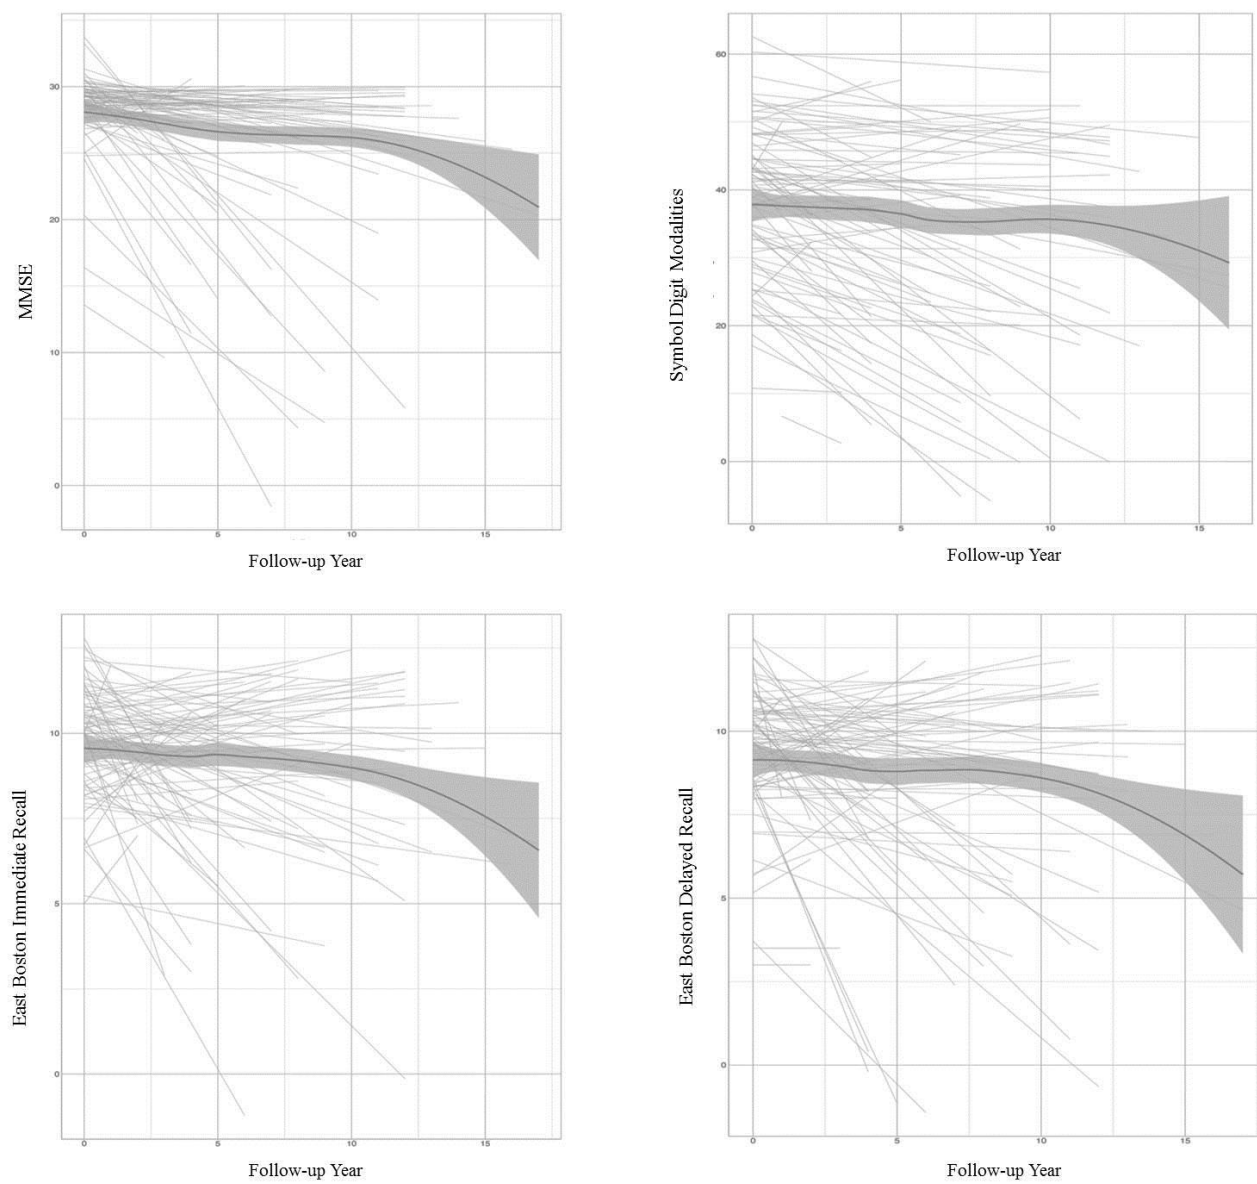 MMSE
30
20
10
0
0 5 10 15
Follow-up Year
Symbol Digit Modalities
60
40
20
0
0 5 10 15
Follow-up Year
East Boston Immediate Recall
10
5
0
0 5 10 15
Follow-up Year
East Boston Delayed Recall
10
5
0
0 5 10 15
Follow-up Year